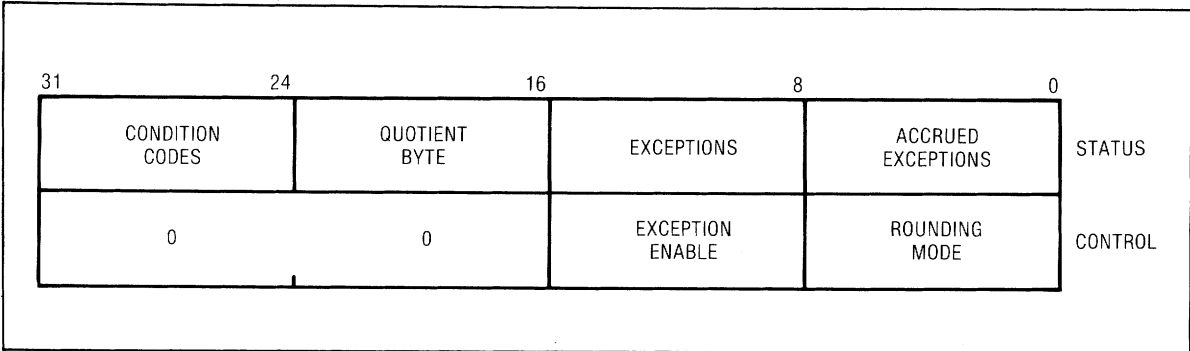 31 24 16 8 0
CONDITION CODES QUOTIENT BYTE EXCEPTIONS ACCRUED EXCEPTIONS STATUS
0 0 EXCEPTION ENABLE ROUNDING MODE CONTROL